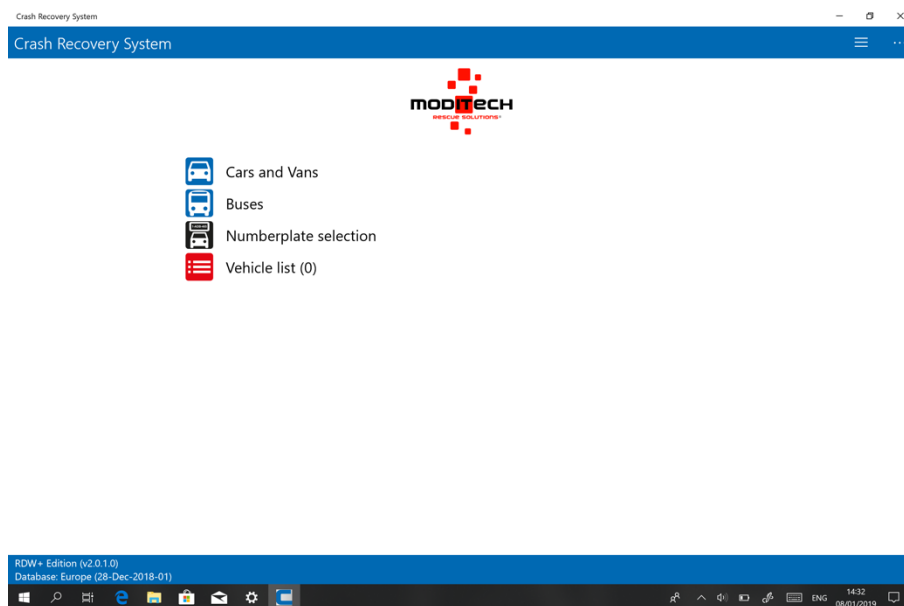 Crash Recovery System
Crash Recovery System
MODITECH
RESCUE SOLUTIONS
Cars and Vans
Buses
Numberplate selection
Vehicle list (0)
RDW+ Edition (v2.0.1.0)
Database: Europe (28-Dec-2018-01)
ENG
14:32
08/01/2019